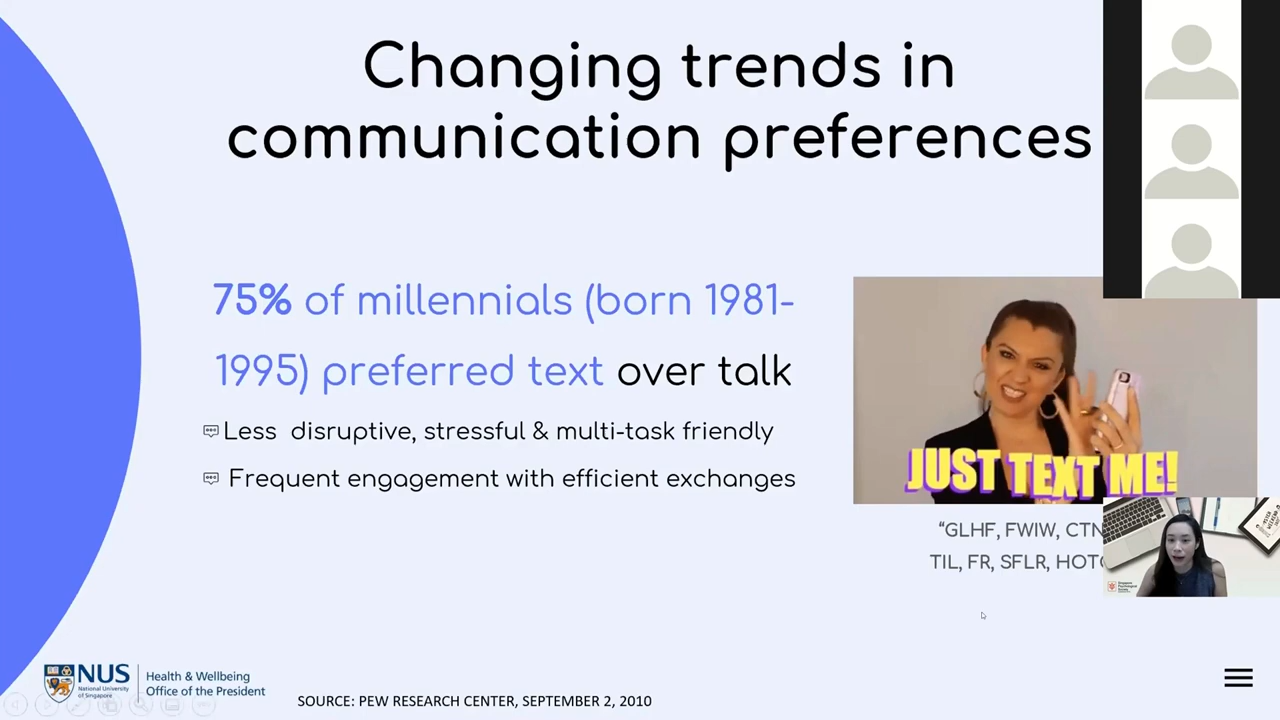 Changing trends in
communication preferences
75% of millennials (born 1981-
1995) preferred text over talk
Less disruptive, stressful & multi-task friendly
Frequent engagement with efficient exchanges
JUST TEXT ME!
“GLHF, FWIW, CTN
TIL, FR, SFLR,
NUS
National University
of Singapore
Health & Wellbeing
Office of the President
SOURCE: PEW RESEARCH CENTER, SEPTEMBER 2, 2010